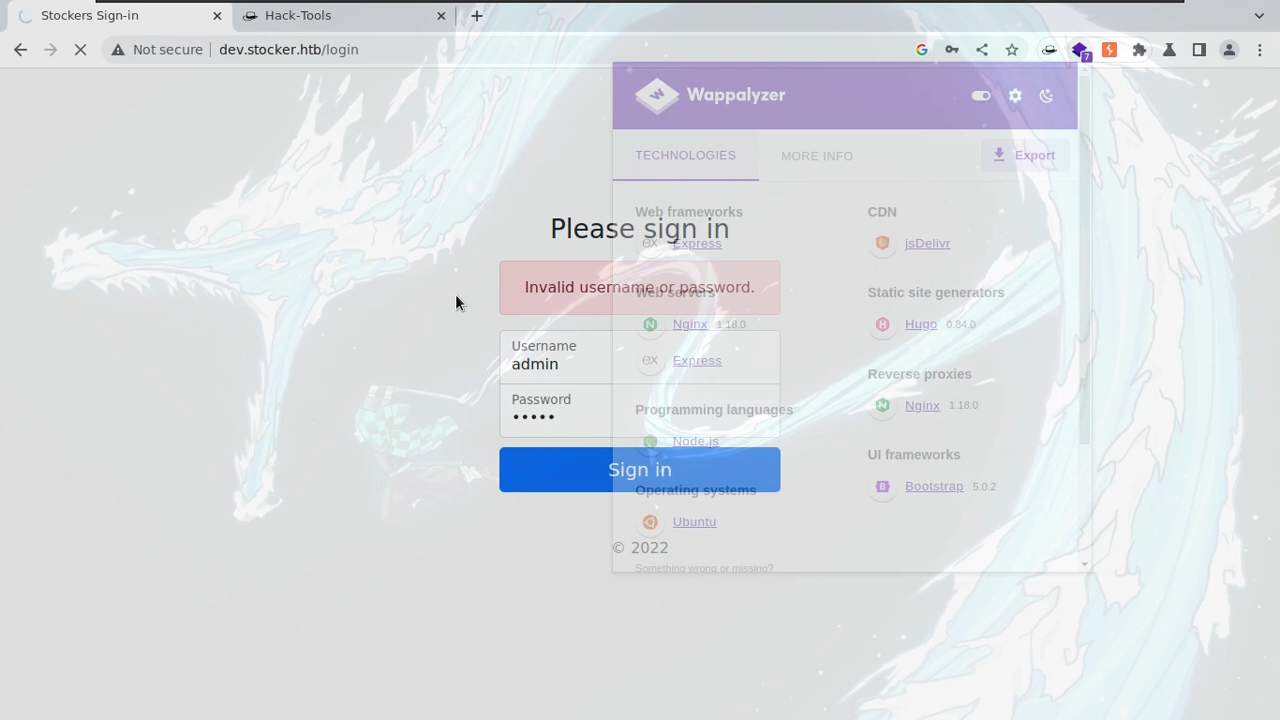 Stockers Sign-in
Hack-Tools
Not secure
dev.stocker.htb/login
7
Wappalyzer
TECHNOLOGIES
MORE INFO
Export
Please sign in
Invalid username or password.
Username
admin
Password
•••••
Sign in
© 2022
Web frameworks
ex Express
Web servers
Nginx 1.18.0
ex Express
Programming languages
Node.js
Operating systems
Ubuntu
Something wrong or missing?
CDN
jsDelivr
Static site generators
Hugo 0.84.0
Reverse proxies
Nginx 1.18.0
UI frameworks
Bootstrap 5.0.2